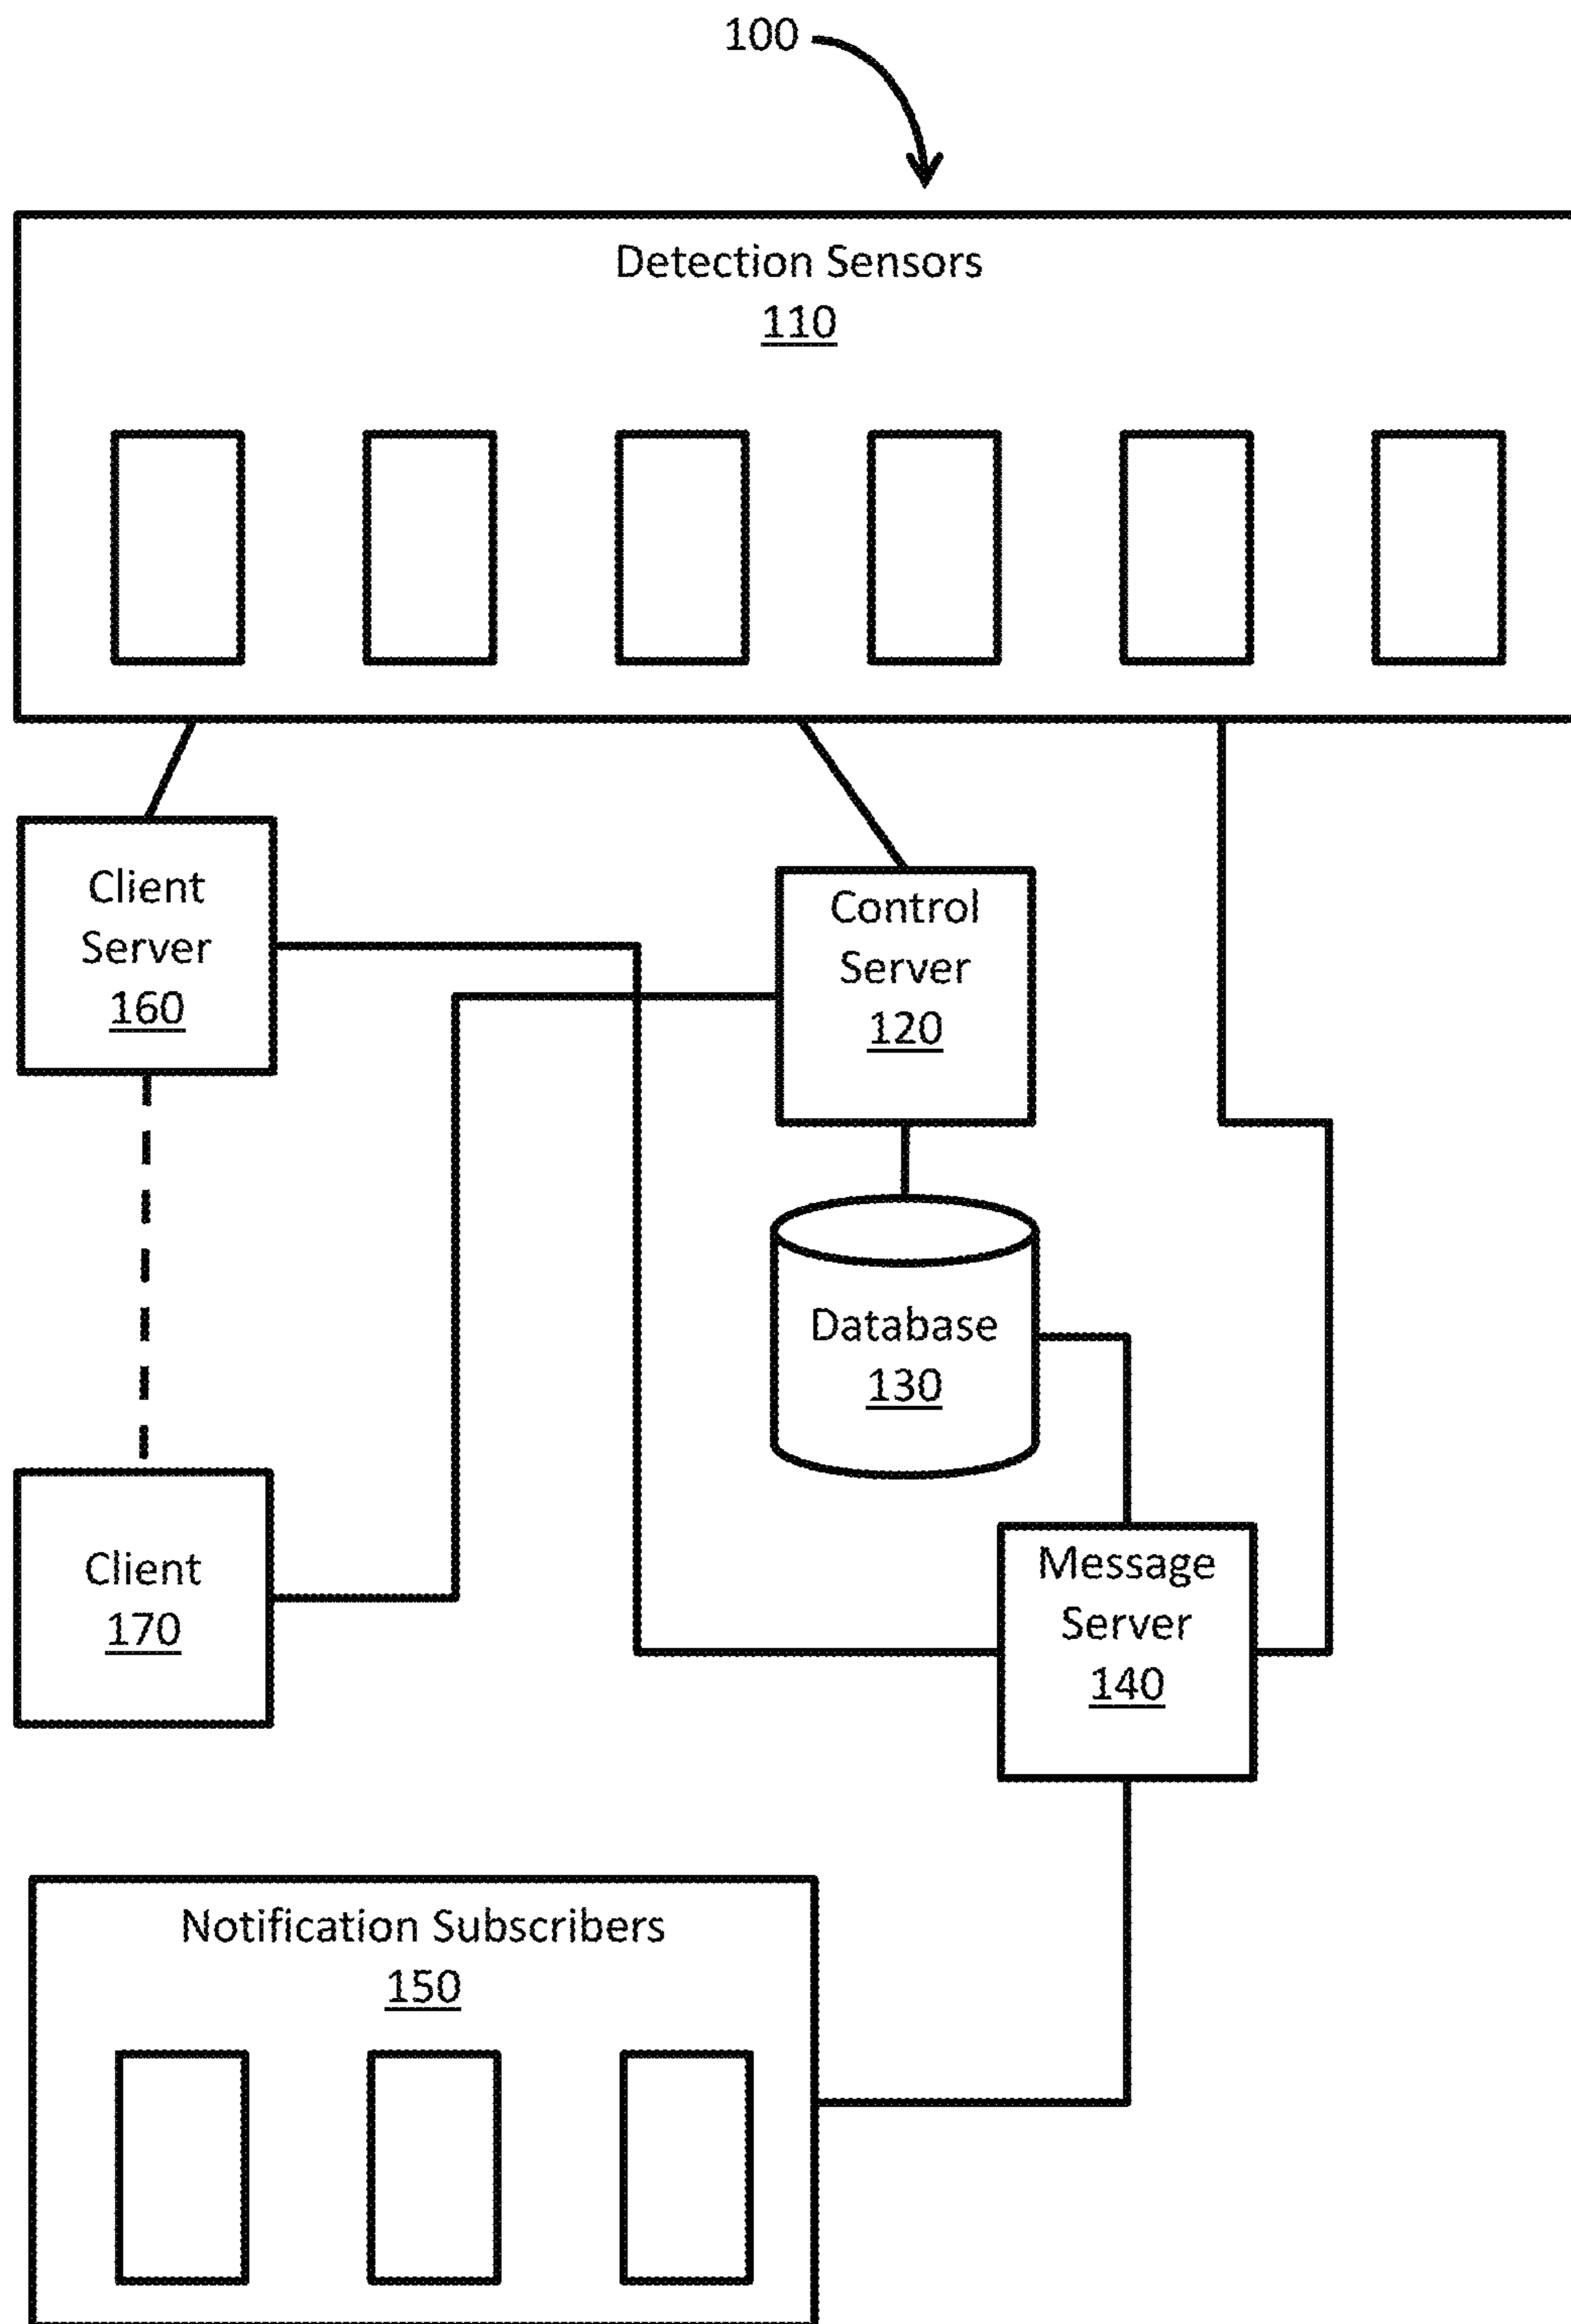 100
Detection Sensors
110
Client
Server
160
Control
Server
120
Database
130
Client
170
Message
Server
140
Notification Subscribers
150